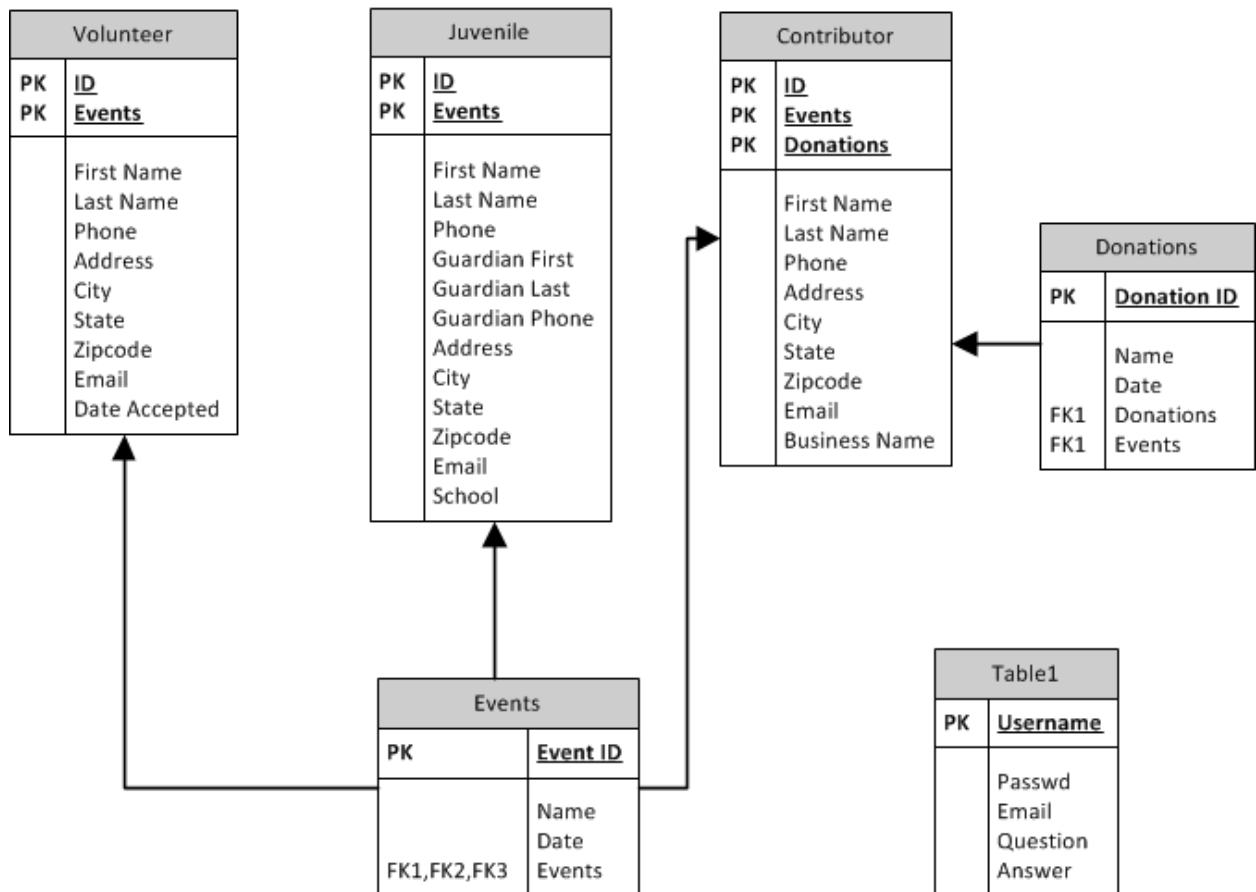 Volunteer
PK ID
PK Events
First Name
Last Name
Phone
Address
City
State
Zipcode
Email
Date Accepted
Juvenile
PK ID
PK Events
First Name
Last Name
Phone
Guardian First
Guardian Last
Guardian Phone
Address
City
State
Zipcode
Email
School
Contributor
PK ID
PK Events
PK Donations
First Name
Last Name
Phone
Address
City
State
Zipcode
Email
Business Name
Donations
PK Donation ID
Name
Date
FK1 Donations
FK1 Events
Events
PK Event ID
Name
Date
FK1,FK2,FK3 Events
Table1
PK Username
Passwd
Email
Question
Answer